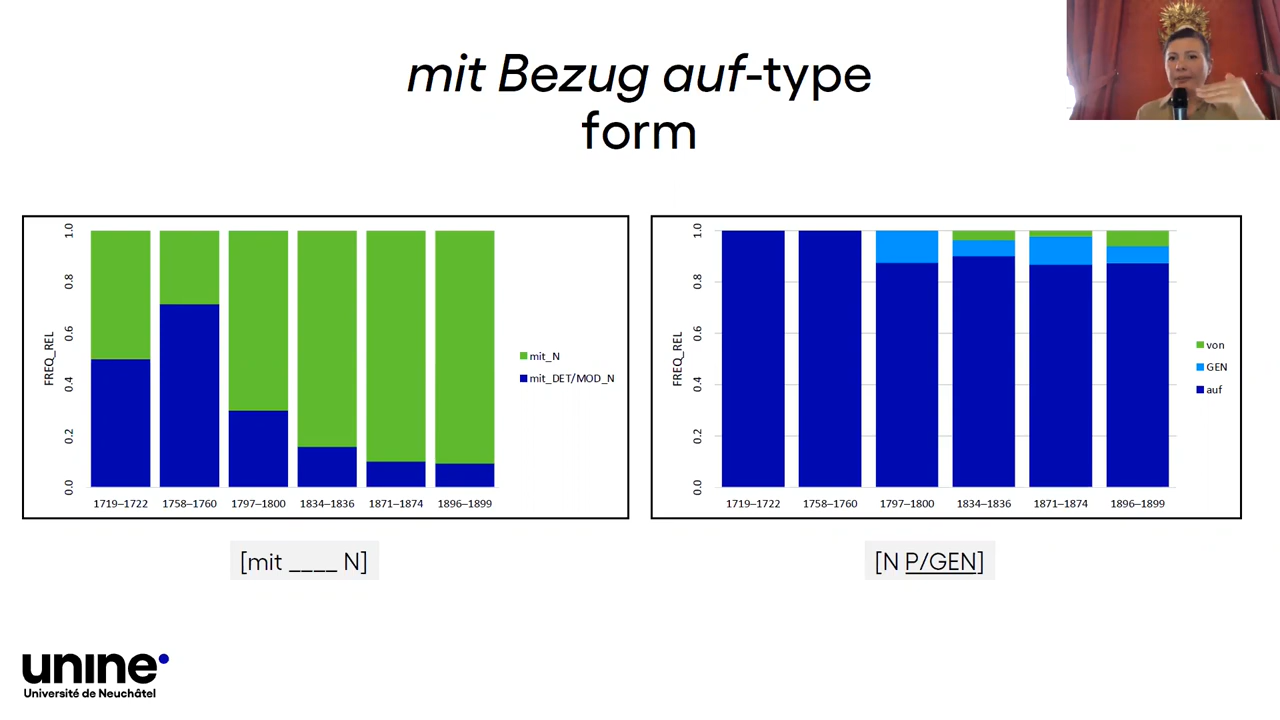 mit Bezug auf-type
form
FREQ_REL
0.0
0.2
0.4
0.6
0.8
1.0
1719–1722 1758–1760 1797–1800 1834–1836 1871–1874 1896–1899
mit_N
mit_DET/MOD_N
[mit ____ N]
FREQ_REL
0.0
0.2
0.4
0.6
0.8
1.0
1719–1722 1758–1760 1797–1800 1834–1836 1871–1874 1896–1899
von
GEN
auf
[N P/GEN]
unine
Université de Neuchâtel